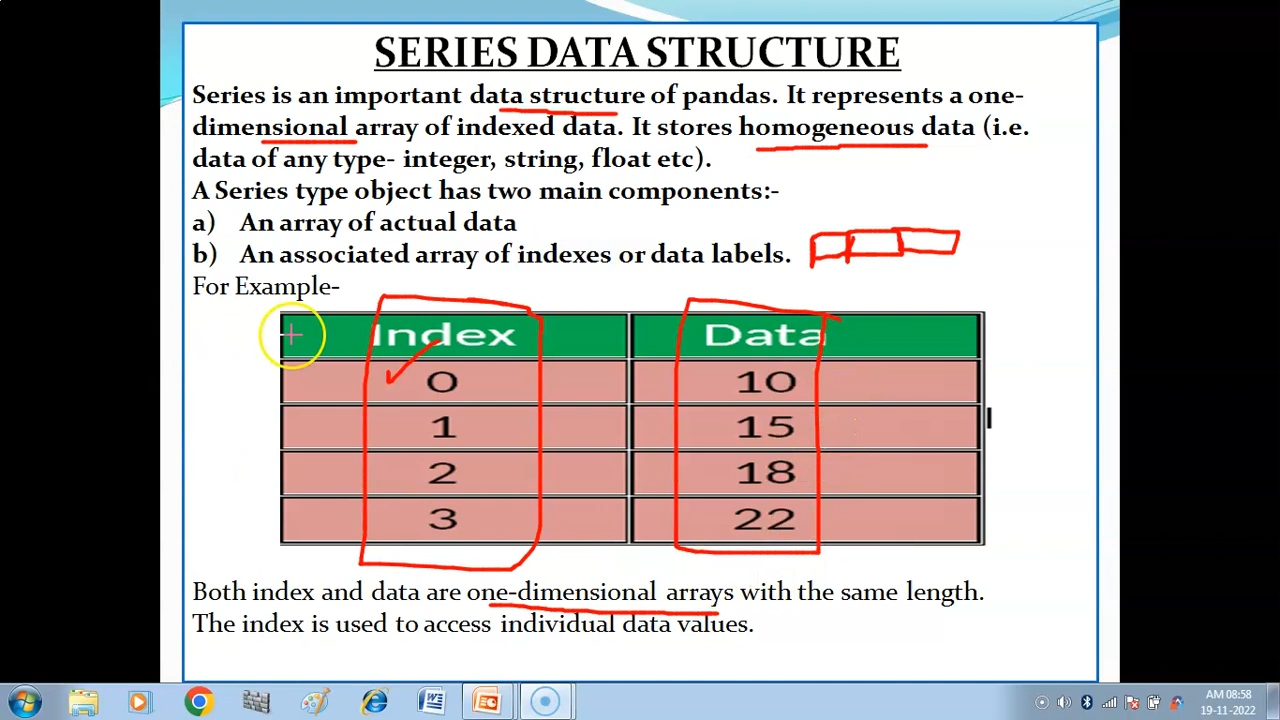 SERIES DATA STRUCTURE
Series is an important data structure of pandas. It represents a one-
dimensional array of indexed data. It stores homogeneous data (i.e.
data of any type- integer, string, float etc).
A Series type object has two main components:-
a) An array of actual data
b) An associated array of indexes or data labels.
For Example-
Index Data
0 10
1 15
2 18
3 22
Both index and data are one-dimensional arrays with the same length.
The index is used to access individual data values.
AM 08:58
19-11-2022